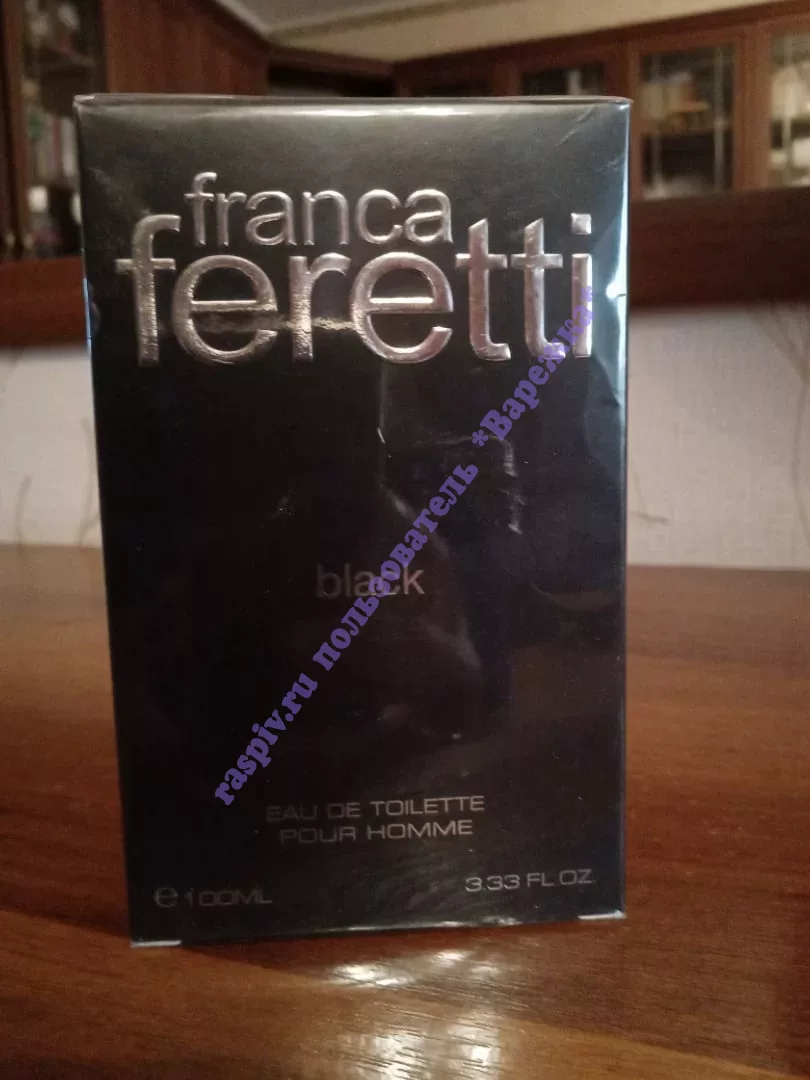 franca
feretti
black
raspiv.ru пользователь *Варежка*
EAU DE TOILETTE
POUR HOMME
e 100ML
3.33 FL.OZ.